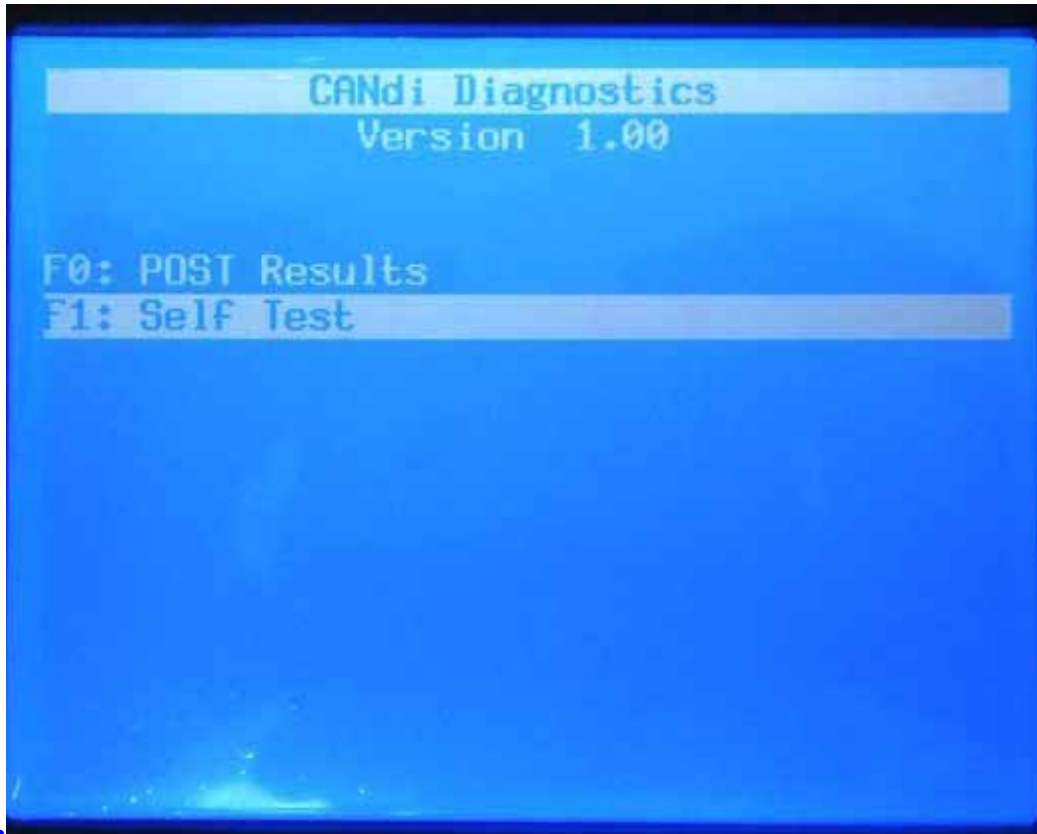 CANdi Diagnostics
Version 1.00
F0: POST Results
F1: Self Test